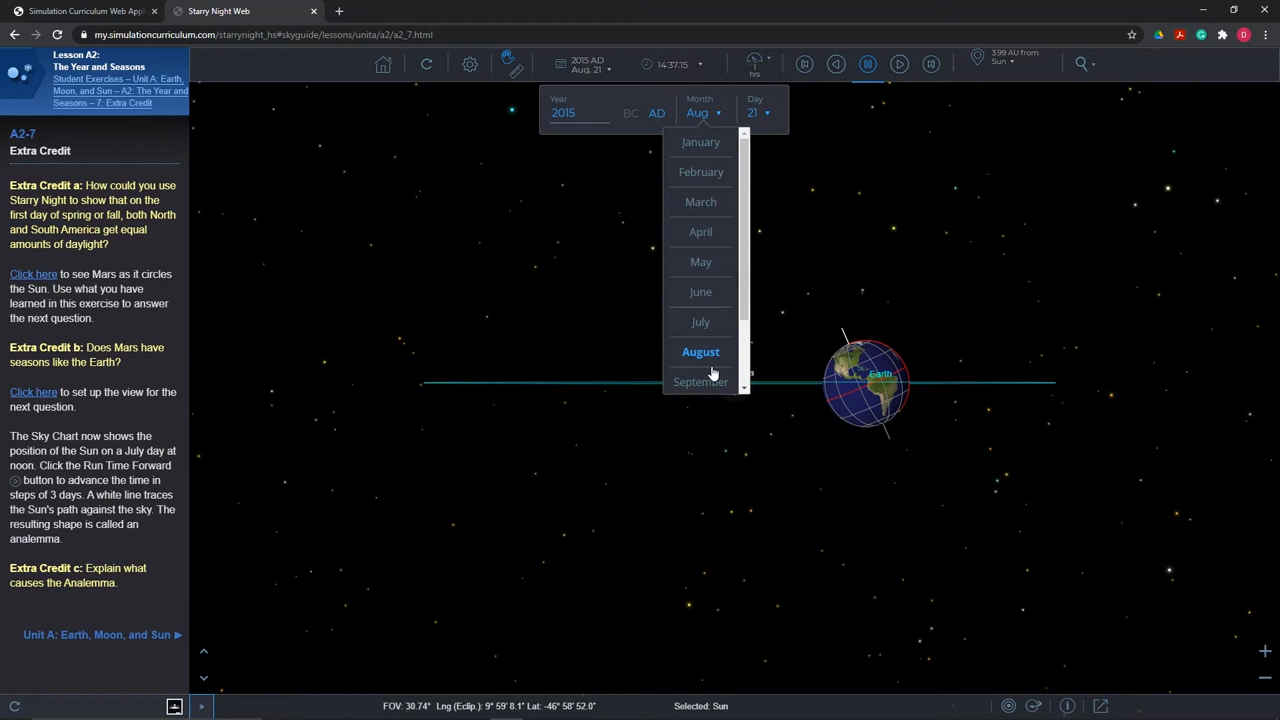 Simulation Curriculum Web Appl
Starry Night Web
my.simulationcurriculum.com/starrynight_hs#skyguide/lessons/unita/a2/a2_7.html
Lesson A2:
The Year and Seasons
Student Exercises – Unit A: Earth,
Moon, and Sun – A2: The Year and
Seasons – 7: Extra Credit
2015 AD
Aug, 21
14:37:15
1
hrs
3.99 AU from
Sun
Year
Month
Day
2015
BC
AD
Aug
21
January
February
March
April
May
June
July
August
September
A2-7
Extra Credit
Extra Credit a: How could you use
Starry Night to show that on the
first day of spring or fall, both North
and South America get equal
amounts of daylight?
Click here to see Mars as it circles
the Sun. Use what you have
learned in this exercise to answer
the next question.
Extra Credit b: Does Mars have
seasons like the Earth?
Click here to set up the view for the
next question.
The Sky Chart now shows the
position of the Sun on a July day at
noon. Click the Run Time Forward
button to advance the time in
steps of 3 days. A white line traces
the Sun's path against the sky. The
resulting shape is called an
analemma.
Extra Credit c: Explain what
causes the Analemma.
Unit A: Earth, Moon, and Sun
Earth
FOV: 30.74° Lng (Eclip.): 9° 59' 8.1" Lat: -46° 58' 52.0"
Selected: Sun